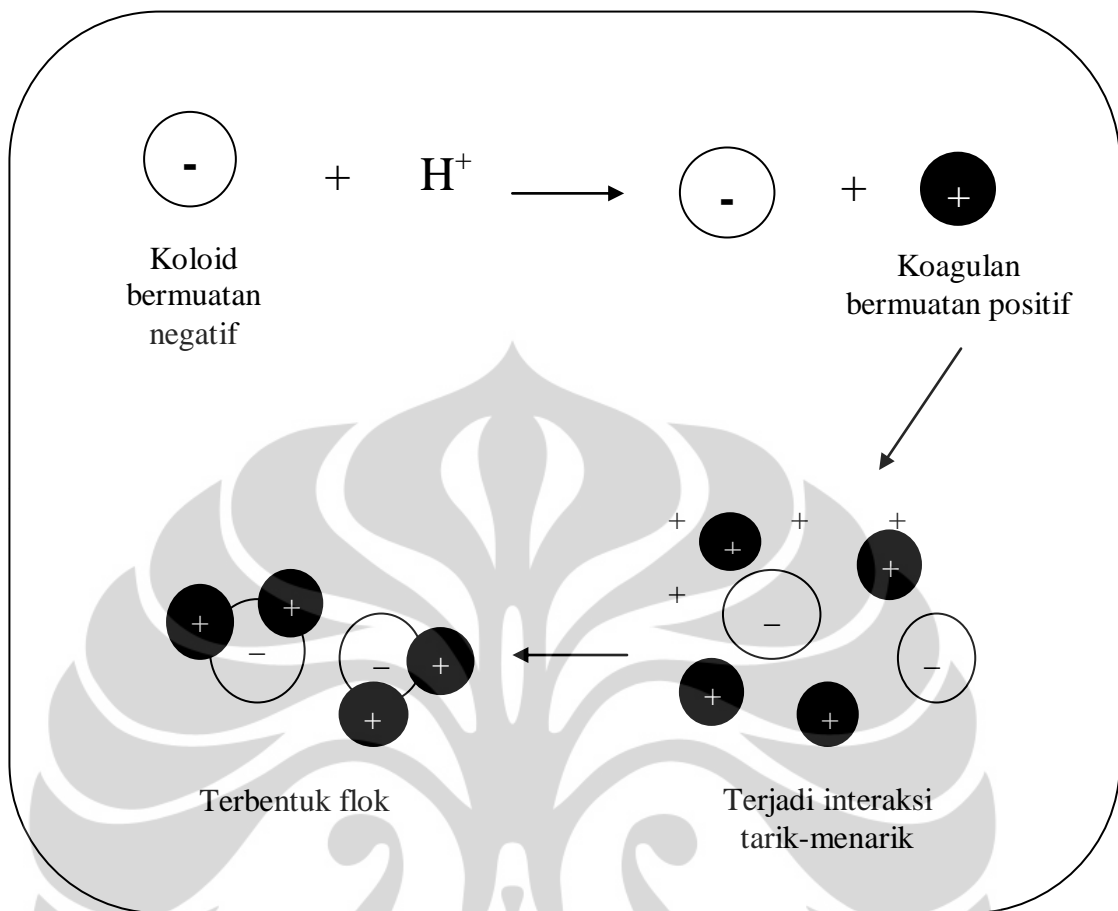 - + H⁺ - + +
Koloid
bermuatan
negatif
Koagulan
bermuatan positif
+ + +
+ +
+
–
– –
+ +
+ +
–
– +
+
Terjadi interaksi
tarik-menarik
Terbentuk flok